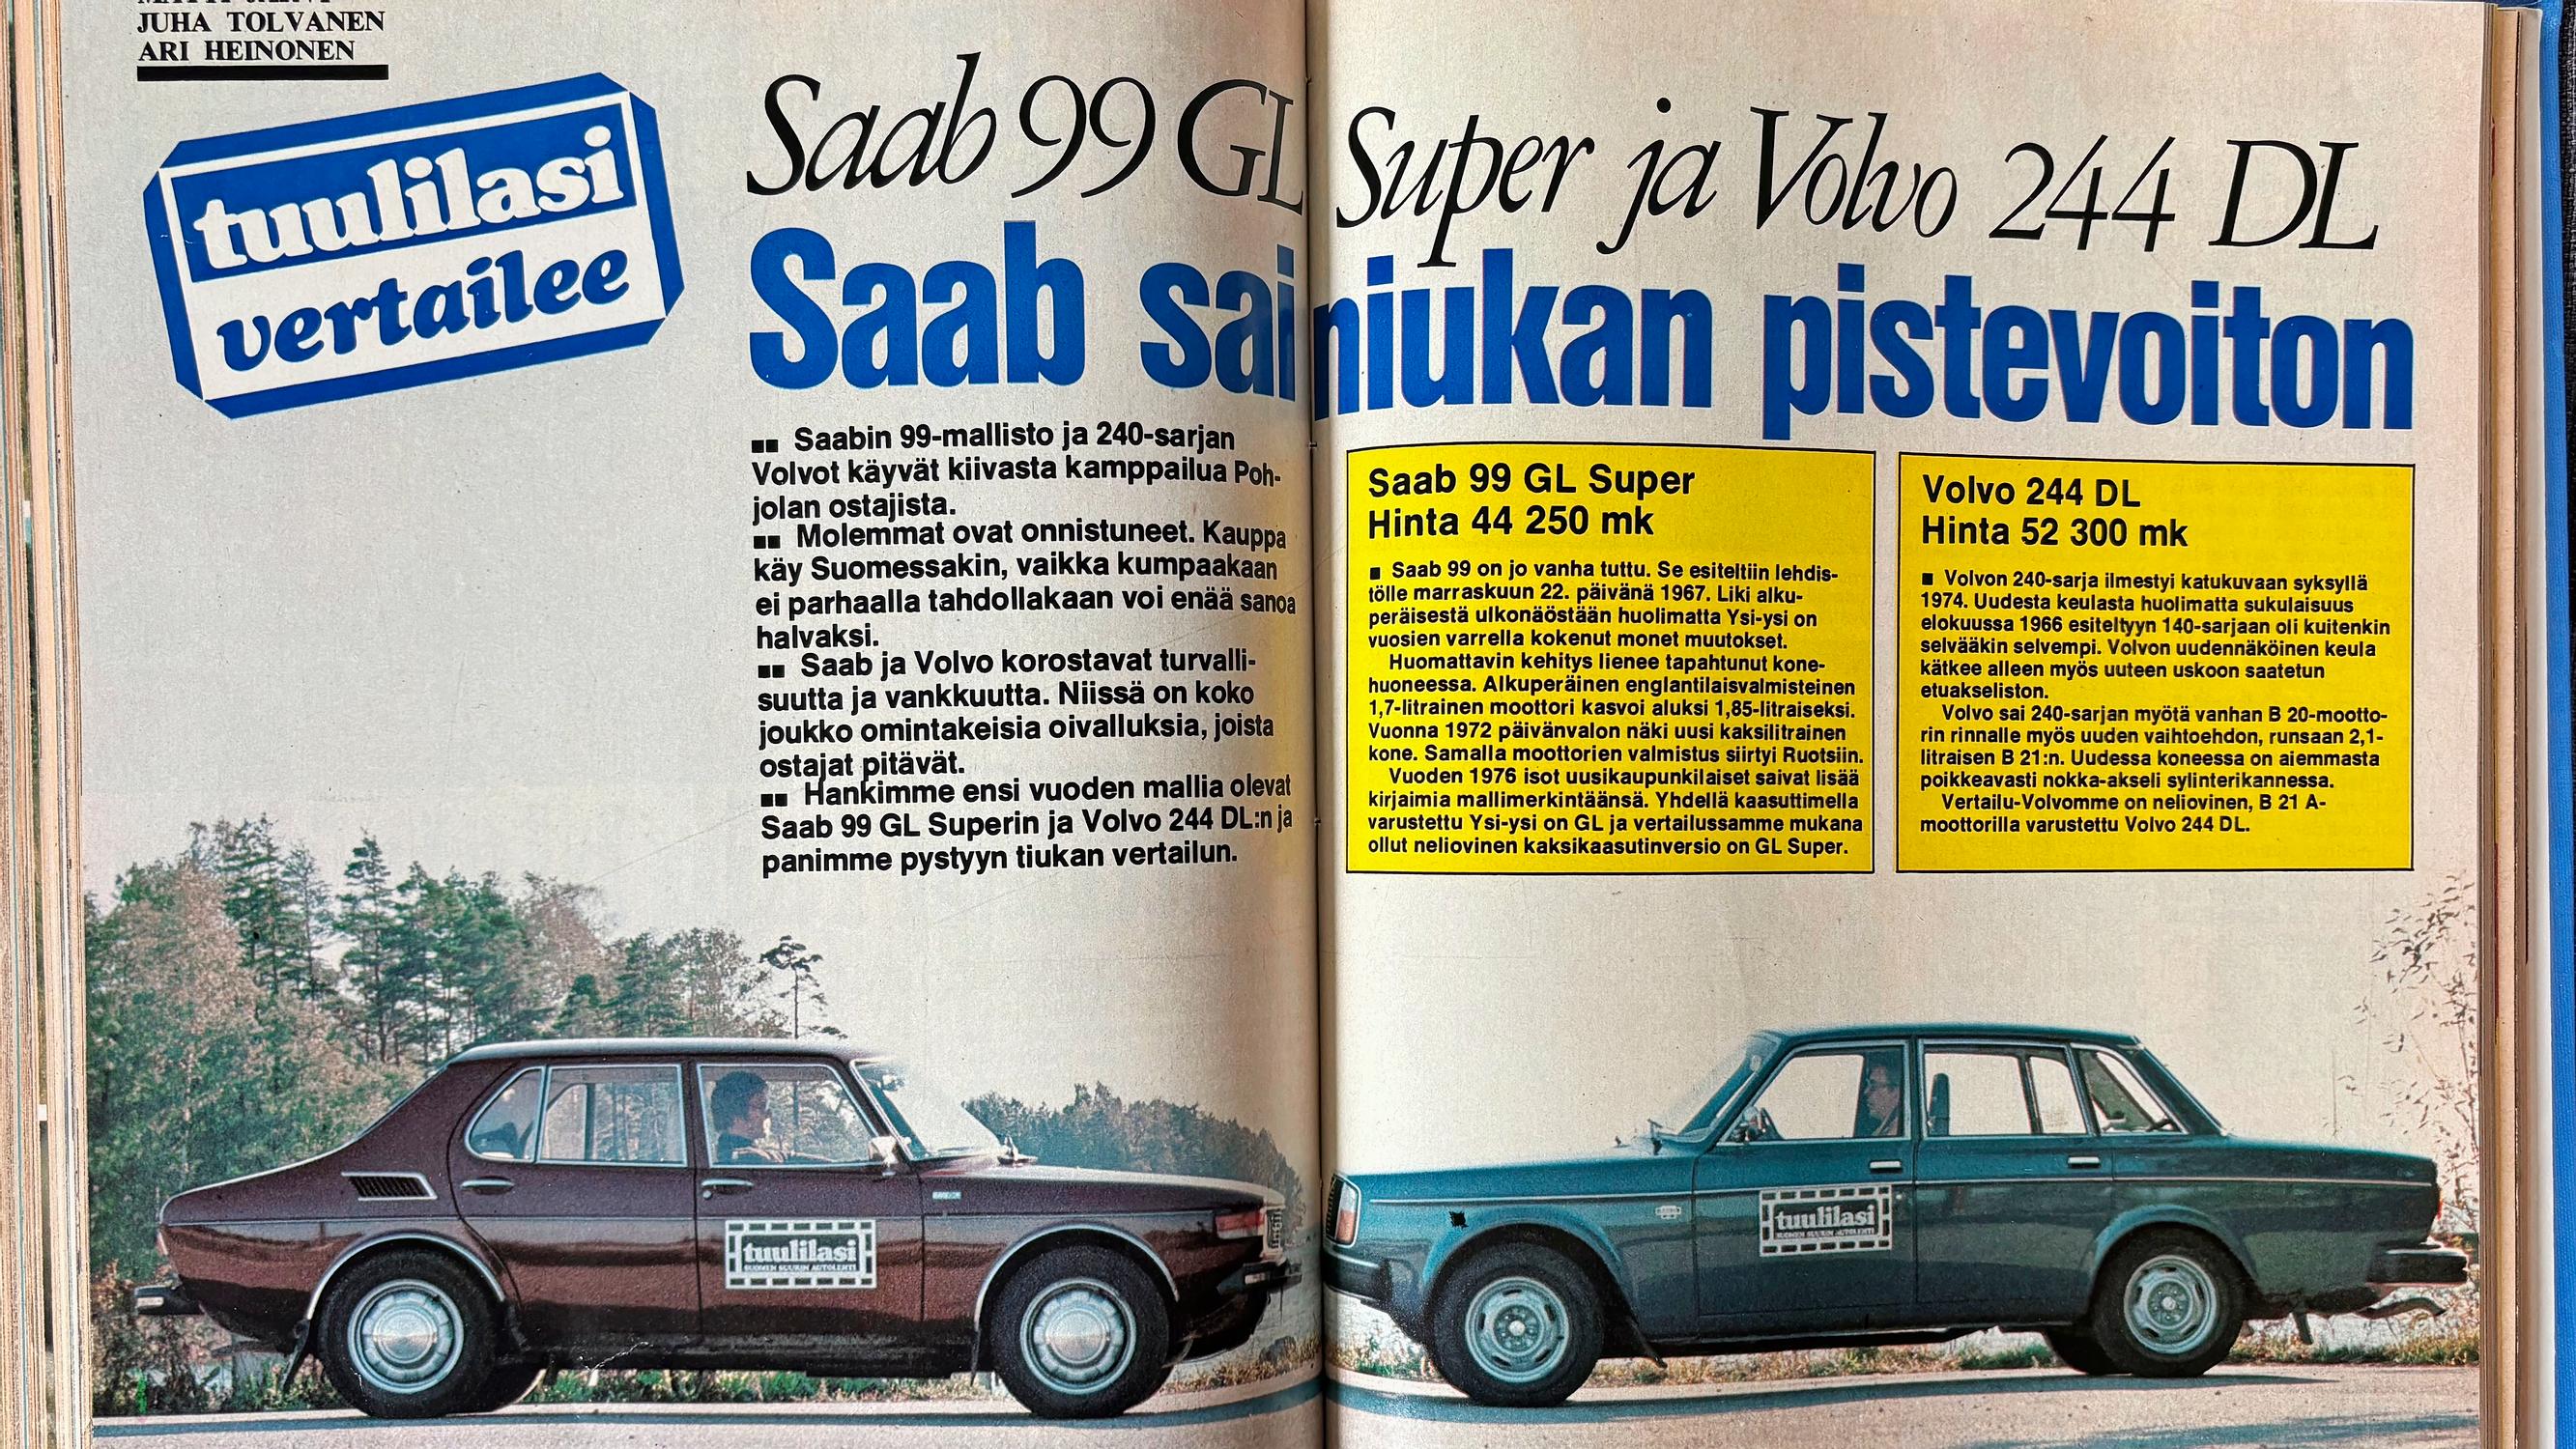 JUHA TOLVANEN
ARI HEINONEN
tuulilasi
vertailee
Saab 99 GL Super ja Volvo 244 DL
Saab sai niukan pistevoiton
Saabin 99-mallisto ja 240-sarjan
Volvot käyvät kiivasta kamppailua Poh-
jolan ostajista.
Molemmat ovat onnistuneet. Kauppa
käy Suomessakin, vaikka kumpaakaan
ei parhaalla tahdollakaan voi enää sanoa
halvaksi.
Saab ja Volvo korostavat turvalli-
suutta ja vankkuutta. Niissä on koko
joukko omintakeisia oivalluksia, joista
ostajat pitävät.
Hankimme ensi vuoden mallia olevat
Saab 99 GL Superin ja Volvo 244 DL:n ja
panimme pystyyn tiukan vertailun.
Saab 99 GL Super
Hinta 44 250 mk
Saab 99 on jo vanha tuttu. Se esiteltiin lehdis-
tölle marraskuun 22. päivänä 1967. Liki alku-
peräisestä ulkonäöstään huolimatta Ysi-ysi on
vuosien varrella kokenut monet muutokset.
Huomattavin kehitys lienee tapahtunut kone-
huoneessa. Alkuperäinen englantilaisvalmisteinen
1,7-litrainen moottori kasvoi aluksi 1,85-litraiseksi.
Vuonna 1972 päivänvalon näki uusi kaksilitrainen
kone. Samalla moottorien valmistus siirtyi Ruotsiin.
Vuoden 1976 isot uusikaupunkilaiset saivat lisää
kirjaimia mallimerkintäänsä. Yhdellä kaasuttimella
varustettu Ysi-ysi on GL ja vertailussamme mukana
ollut neliovinen kaksikaasutinversio on GL Super.
Volvo 244 DL
Hinta 52 300 mk
Volvon 240-sarja ilmestyi katukuvaan syksyllä
1974. Uudesta keulasta huolimatta sukulaisuus
elokuussa 1966 esiteltyyn 140-sarjaan oli kuitenkin
selvääkin selvempi. Volvon uudennäköinen keula
kätkee alleen myös uuteen uskoon saatetun
etuakseliston.
Volvo sai 240-sarjan myötä vanhan B 20-mootto-
rin rinnalle myös uuden vaihtoehdon, runsaan 2,1-
litraisen B 21:n. Uudessa koneessa on aiemmasta
poikkeavasti nokka-akseli sylinterikannessa.
Vertailu-Volvomme on neliovinen, B 21 A-
moottorilla varustettu Volvo 244 DL.
tuulilasi
SUOMEN SUURIN AUTOLEHTI
tuulilasi
SUOMEN SUURIN AUTOLEHTI